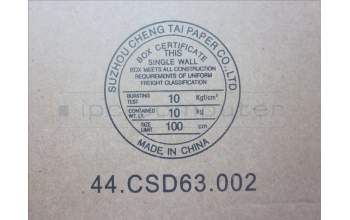 SUZHOU CHENG TAI PAPER CO., LTD
BOX CERTIFICATE
THIS
SINGLE WALL
BOX MEETS ALL CONSTRUCTION
REQUIREMENTS OF UNIFORM
FREIGHT CLASSIFICATION
BURSTING TEST 10 Kgf/cm²
CONTAINED WT. LT. 10 kg
SIZE LIMIT 100 cm
MADE IN CHINA
44.CSD63.002